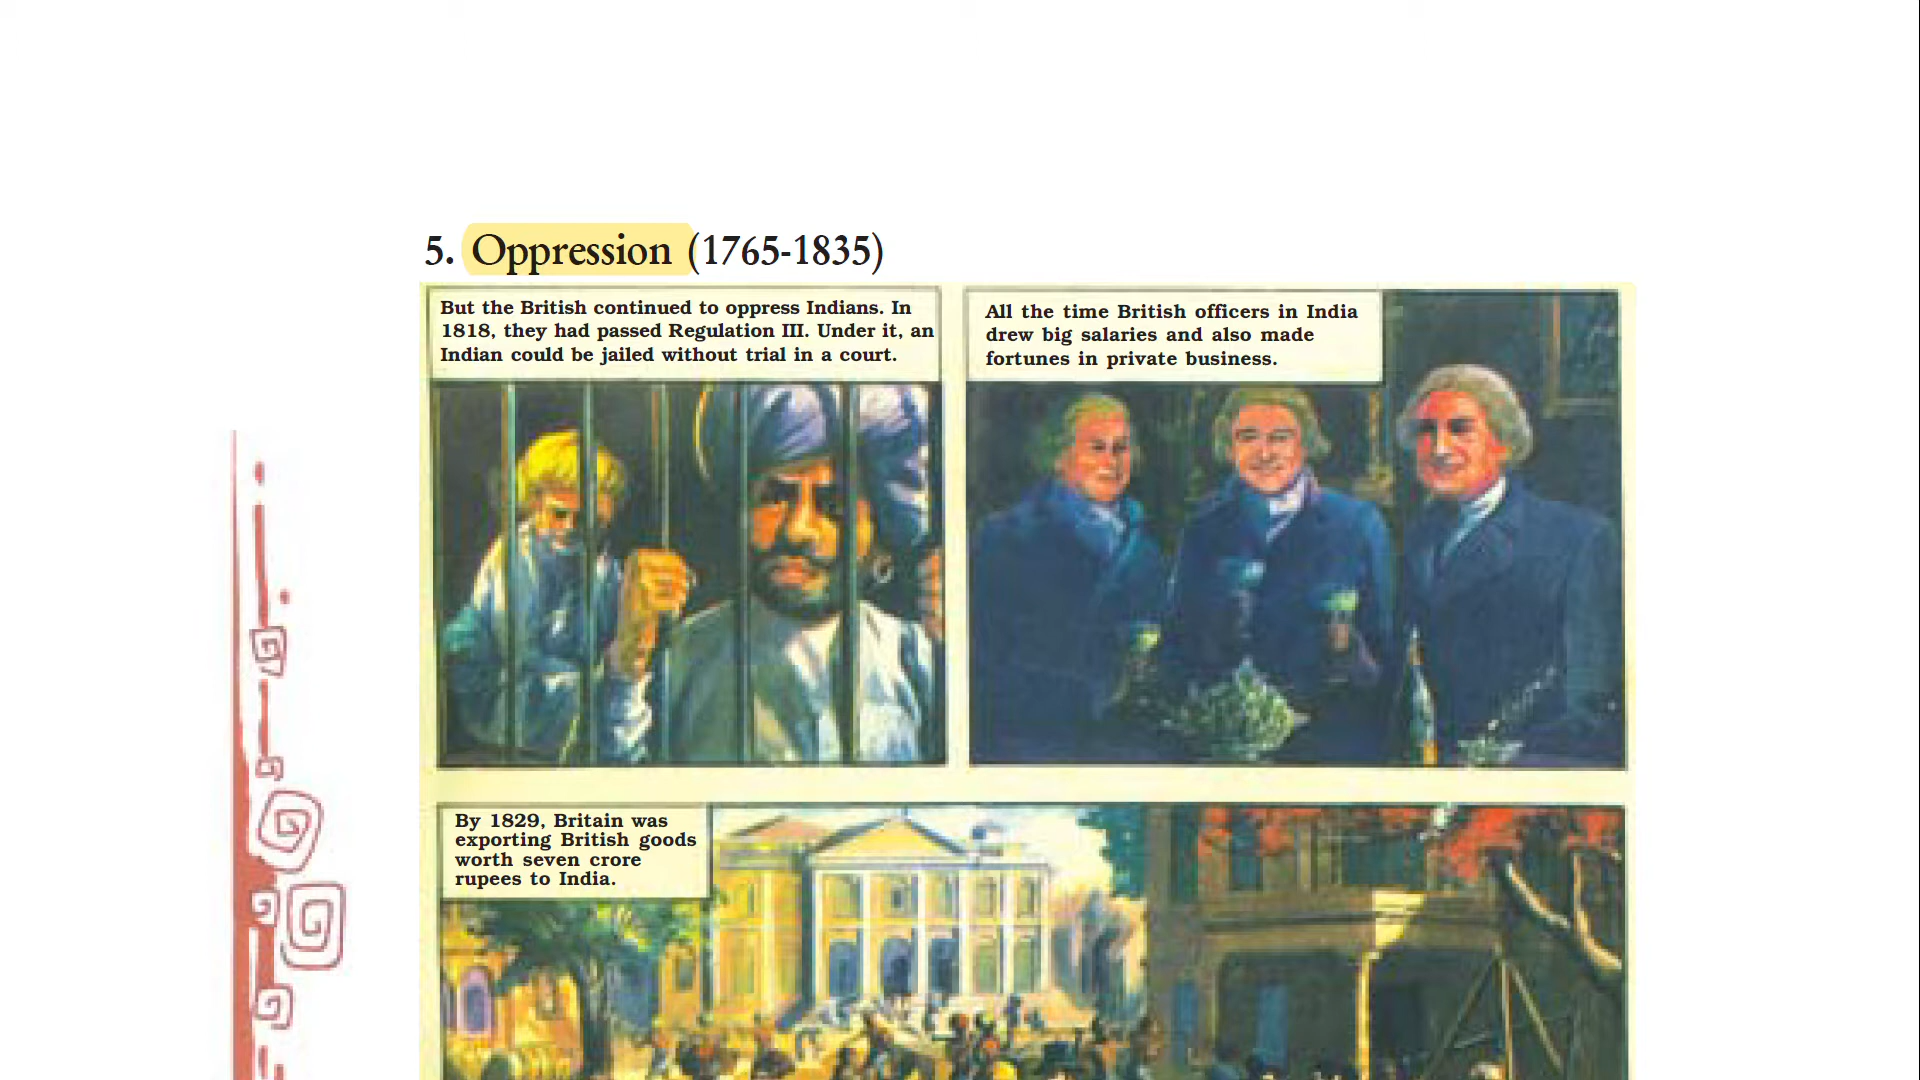 5. Oppression (1765-1835)
But the British continued to oppress Indians. In
1818, they had passed Regulation III. Under it, an
Indian could be jailed without trial in a court.
All the time British officers in India
drew big salaries and also made
fortunes in private business.
By 1829, Britain was
exporting British goods
worth seven crore
rupees to India.